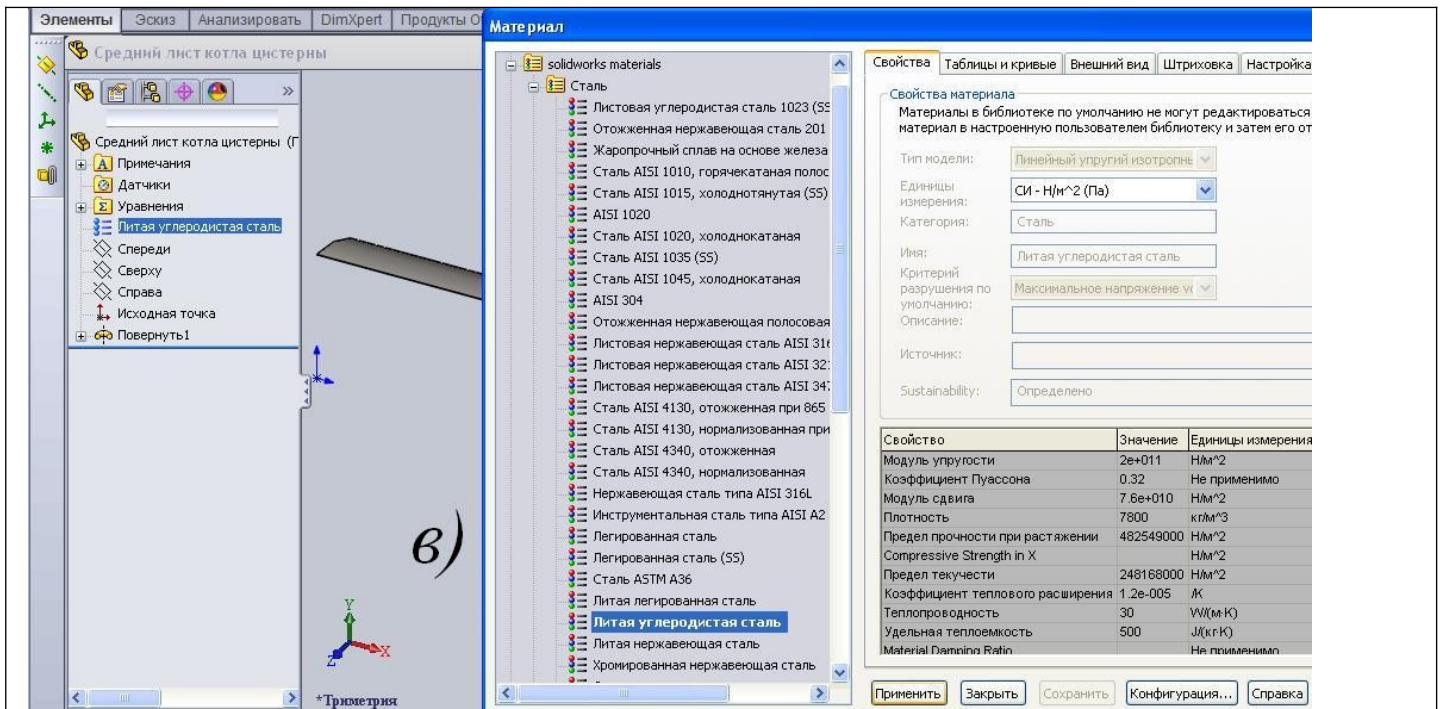 Элементы Эскиз Анализировать DimXpert Продукты O
Средний лист котла цистерны
»
Средний лист котла цистерны (П
Примечания
Датчики
Уравнения
Литая углеродистая сталь
Спереди
Сверху
Справа
Исходная точка
Повернуть1
в)
Y
X
Z
*Триметрия
Материал
solidworks materials
Сталь
Листовая углеродистая сталь 1023 (SS
Отожженная нержавеющая сталь 201
Жаропрочный сплав на основе железа
Сталь AISI 1010, горячекатаная полос
Сталь AISI 1015, холоднотянутая (SS)
AISI 1020
Сталь AISI 1020, холоднокатаная
Сталь AISI 1035 (SS)
Сталь AISI 1045, холоднокатаная
AISI 304
Отожженная нержавеющая полосовая
Листовая нержавеющая сталь AISI 316
Листовая нержавеющая сталь AISI 32
Листовая нержавеющая сталь AISI 347
Сталь AISI 4130, отожженная при 865
Сталь AISI 4130, нормализованная при
Сталь AISI 4340, отожженная
Сталь AISI 4340, нормализованная
Нержавеющая сталь типа AISI 316L
Инструментальная сталь типа AISI A2
Легированная сталь
Легированная сталь (SS)
Сталь ASTM A36
Литая легированная сталь
Литая углеродистая сталь
Литая нержавеющая сталь
Хромированная нержавеющая сталь
Свойства Таблицы и кривые Внешний вид Штриховка Настройка
Свойства материала
Материалы в библиотеке по умолчанию не могут редактироваться
материал в настроенную пользователем библиотеку и затем его от
Тип модели: Линейный упругий изотропн
Единицы измерения: СИ - Н/м^2 (Па)
Категория: Сталь
Имя: Литая углеродистая сталь
Критерий разрушения по умолчанию: Максимальное напряжение vo
Описание:
Источник:
Sustainability: Определено
Свойство Значение Единицы измерения
Модуль упругости 2e+011 Н/м^2
Коэффициент Пуассона 0.32 Не применимо
Модуль сдвига 7.6e+010 Н/м^2
Плотность 7800 кг/м^3
Предел прочности при растяжении 482549000 Н/м^2
Compressive Strength in X Н/м^2
Предел текучести 248168000 Н/м^2
Коэффициент теплового расширения 1.2e-005 /K
Теплопроводность 30 W/(м·K)
Удельная теплоемкость 500 J/(кг·K)
Material Damping Ratio Не применимо
Применить Закрыть Сохранить Конфигурация... Справка